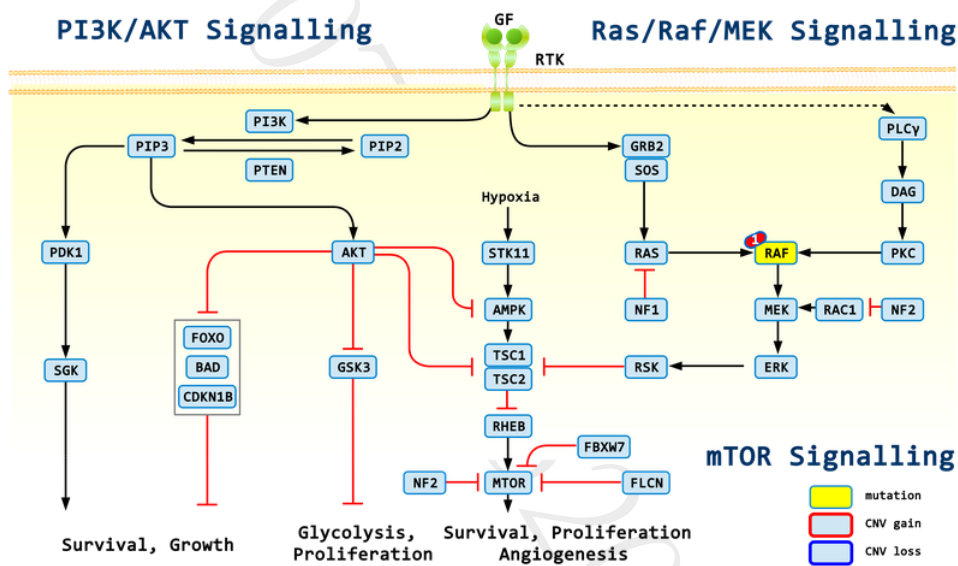 PI3K/AKT Signalling
GF
Ras/Raf/MEK Signalling
RTK
PI3K
PLCγ
PIP3
PIP2
GRB2
PTEN
SOS
DAG
Hypoxia
PDK1
AKT
STK11
RAS
1
RAF
PKC
AMPK
NF1
MEK
RAC1
NF2
FOXO
TSC1
BAD
SGK
GSK3
RSK
ERK
TSC2
CDKN1B
RHEB
FBXW7
mTOR Signalling
NF2
MTOR
FLCN
mutation
CNV gain
CNV loss
Survival, Growth
Glycolysis,
Proliferation
Survival, Proliferation
Angiogenesis